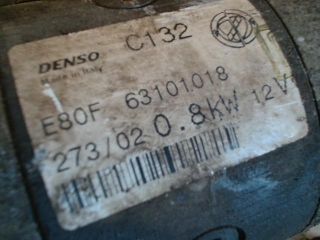 DENSO C132
Made in Italy
E80F 63101018
273/02 0.8kW 12V